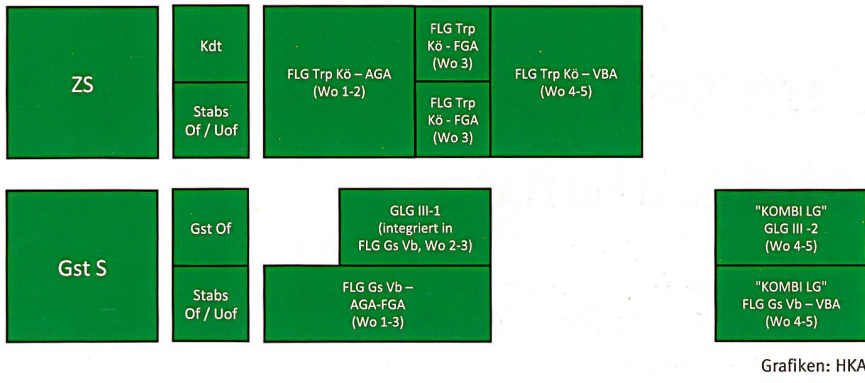 ZS
Kdt
Stabs
Of / Uof
FLG Trp Kö – AGA
(Wo 1-2)
FLG Trp
Kö - FGA
(Wo 3)
FLG Trp
Kö - FGA
(Wo 3)
FLG Trp Kö – VBA
(Wo 4-5)
Gst S
Gst Of
Stabs
Of / Uof
GLG III-1
(integriert in
FLG Gs Vb, Wo 2-3)
FLG Gs Vb –
AGA-FGA
(Wo 1-3)
"KOMBI LG"
GLG III -2
(Wo 4-5)
"KOMBI LG"
FLG Gs Vb – VBA
(Wo 4-5)
Grafiken: HKA